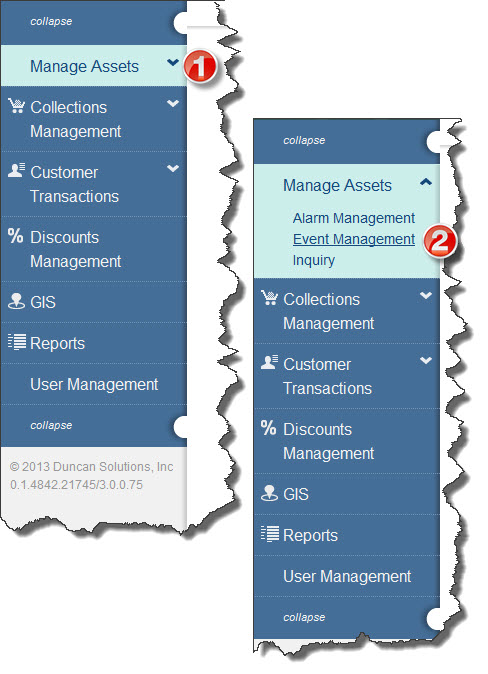 collapse
Manage Assets
1
Collections
Management
Customer
Transactions
% Discounts
Management
GIS
Reports
User Management
collapse
© 2013 Duncan Solutions, Inc
0.1.4842.21745/3.0.0.75
collapse
Manage Assets
Alarm Management
Event Management
2
Inquiry
Collections
Management
Customer
Transactions
% Discounts
Management
GIS
Reports
User Management
collapse